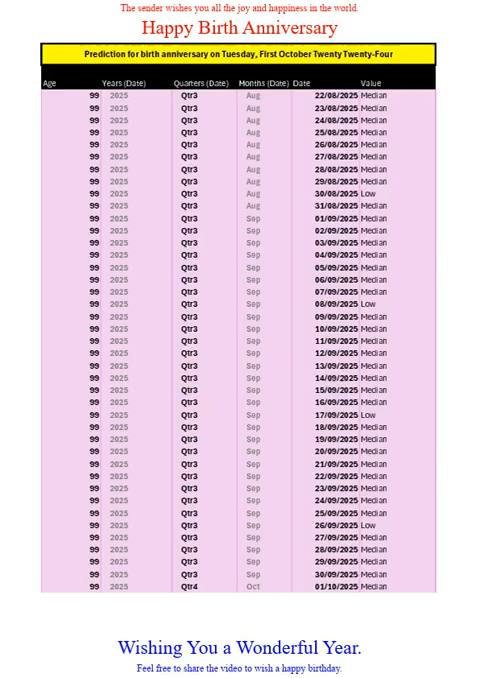 The sender wishes you all the joy and happiness in the world.
Happy Birth Anniversary
Prediction for birth anniversary on Tuesday, First October Twenty Twenty-Four
Age Years (Date) Quarters (Date) Months (Date) Date Value
99 2025 Qtr3 Aug 22/08/2025 Median
99 2025 Qtr3 Aug 23/08/2025 Median
99 2025 Qtr3 Aug 24/08/2025 Median
99 2025 Qtr3 Aug 25/08/2025 Median
99 2025 Qtr3 Aug 26/08/2025 Median
99 2025 Qtr3 Aug 27/08/2025 Median
99 2025 Qtr3 Aug 28/08/2025 Median
99 2025 Qtr3 Aug 29/08/2025 Median
99 2025 Qtr3 Aug 30/08/2025 Low
99 2025 Qtr3 Aug 31/08/2025 Median
99 2025 Qtr3 Sep 01/09/2025 Median
99 2025 Qtr3 Sep 02/09/2025 Median
99 2025 Qtr3 Sep 03/09/2025 Median
99 2025 Qtr3 Sep 04/09/2025 Median
99 2025 Qtr3 Sep 05/09/2025 Median
99 2025 Qtr3 Sep 06/09/2025 Median
99 2025 Qtr3 Sep 07/09/2025 Median
99 2025 Qtr3 Sep 08/09/2025 Low
99 2025 Qtr3 Sep 09/09/2025 Median
99 2025 Qtr3 Sep 10/09/2025 Median
99 2025 Qtr3 Sep 11/09/2025 Median
99 2025 Qtr3 Sep 12/09/2025 Median
99 2025 Qtr3 Sep 13/09/2025 Median
99 2025 Qtr3 Sep 14/09/2025 Median
99 2025 Qtr3 Sep 15/09/2025 Median
99 2025 Qtr3 Sep 16/09/2025 Median
99 2025 Qtr3 Sep 17/09/2025 Low
99 2025 Qtr3 Sep 18/09/2025 Median
99 2025 Qtr3 Sep 19/09/2025 Median
99 2025 Qtr3 Sep 20/09/2025 Median
99 2025 Qtr3 Sep 21/09/2025 Median
99 2025 Qtr3 Sep 22/09/2025 Median
99 2025 Qtr3 Sep 23/09/2025 Median
99 2025 Qtr3 Sep 24/09/2025 Median
99 2025 Qtr3 Sep 25/09/2025 Median
99 2025 Qtr3 Sep 26/09/2025 Low
99 2025 Qtr3 Sep 27/09/2025 Median
99 2025 Qtr3 Sep 28/09/2025 Median
99 2025 Qtr3 Sep 29/09/2025 Median
99 2025 Qtr3 Sep 30/09/2025 Median
99 2025 Qtr4 Oct 01/10/2025 Median
Wishing You a Wonderful Year.
Feel free to share the video to wish a happy birthday.